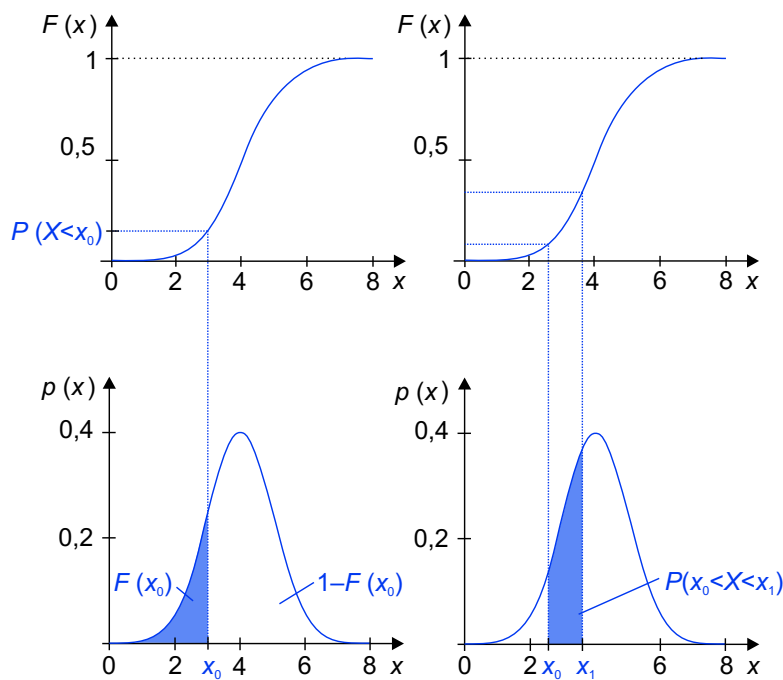 F (x)
1
0,5
P (X<x₀)
0 2 4 6 8 x
F (x)
1
0,5
0 2 4 6 8 x
p (x)
0,4
0,2
F (x₀)
1–F (x₀)
0 2 x₀ 4 6 8 x
p (x)
0,4
0,2
P(x₀<X<x₁)
0 2 x₀ x₁ 6 8 x